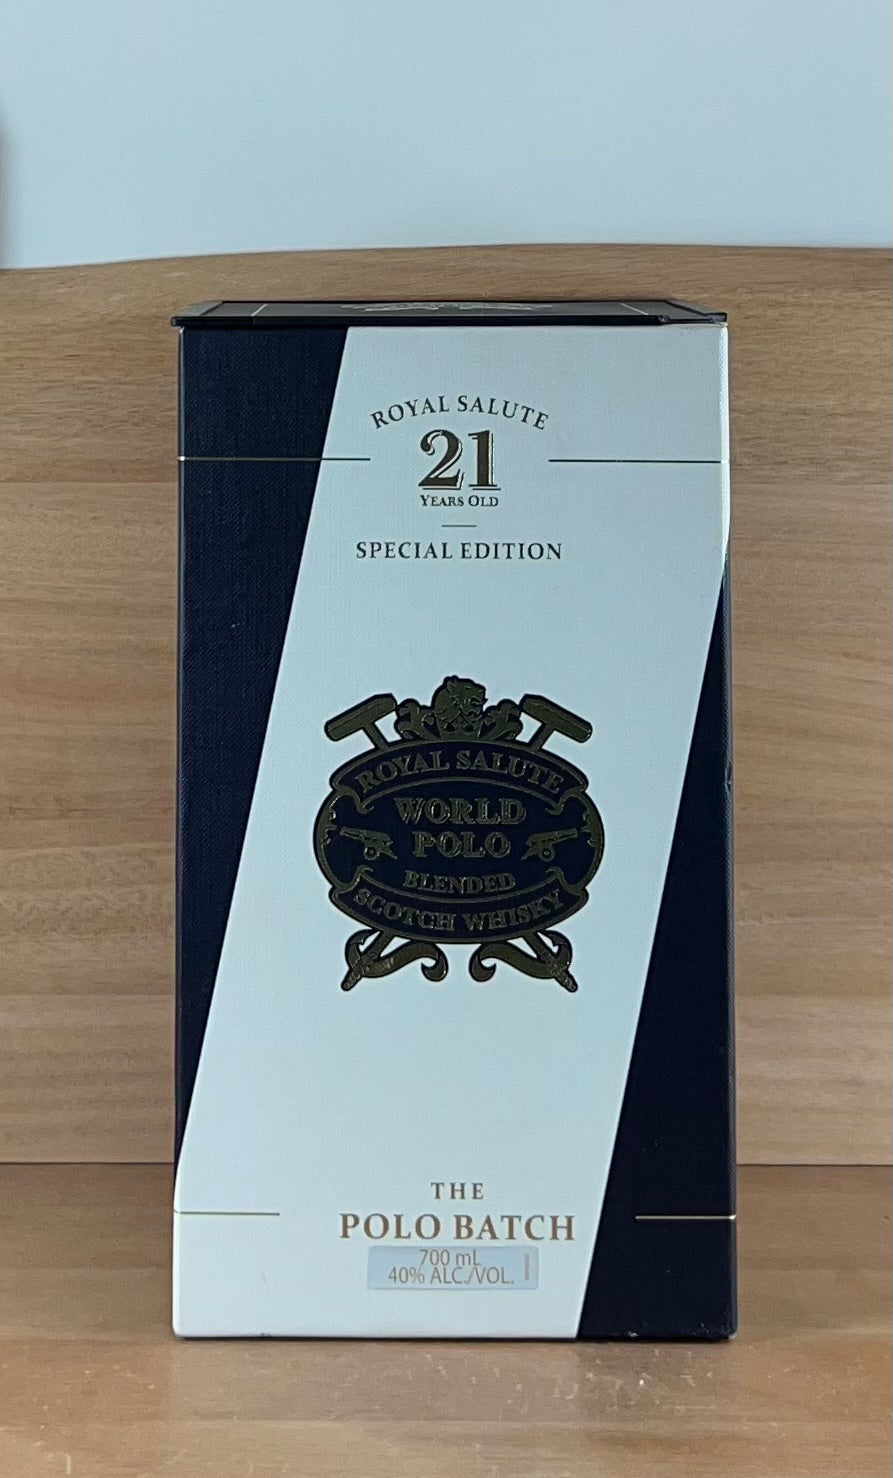 ROYAL SALUTE
21
YEARS OLD
SPECIAL EDITION
ROYAL SALUTE
WORLD
POLO
BLENDED
SCOTCH WHISKY
THE
POLO BATCH
700 mL
40% ALC./VOL.